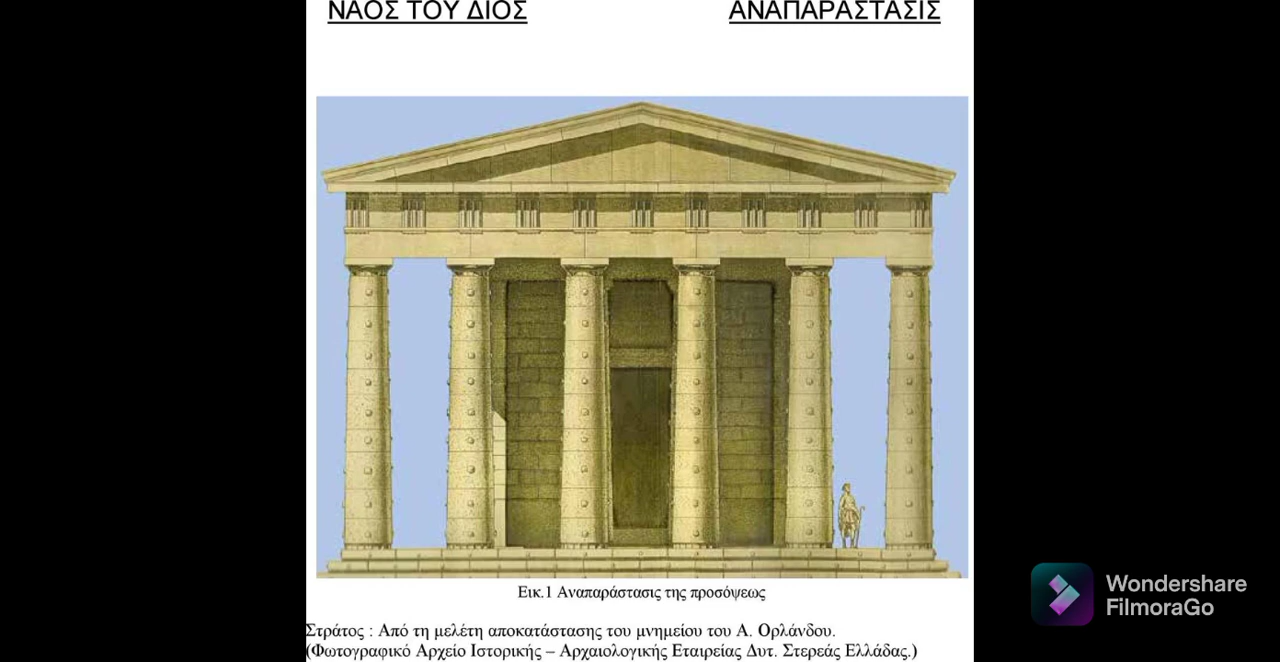 ΝΑΟΣ ΤΟΥ ΔΙΟΣ ΑΝΑΠΑΡΑΣΤΑΣΙΣ
Εικ.1 Αναπαράστασις της προσόψεως
Στράτος : Από τη μελέτη αποκατάστασης του μνημείου του Α. Ορλάνδου.
(Φωτογραφικό Αρχείο Ιστορικής – Αρχαιολογικής Εταιρείας Δυτ. Στερεάς Ελλάδας.)
Wondershare
FilmoraGo